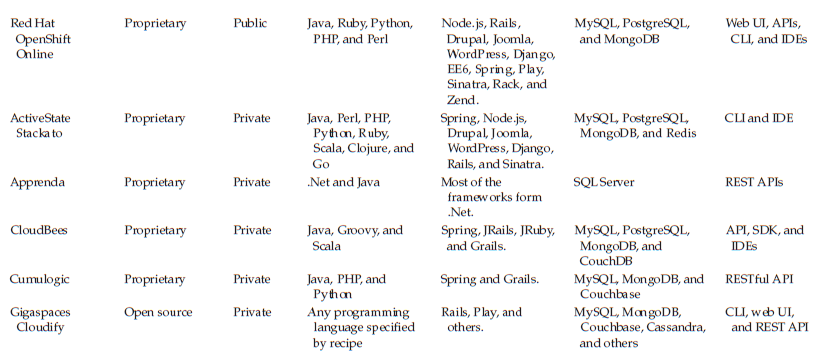 Red Hat OpenShift Online Proprietary Public Java, Ruby, Python, PHP, and Perl Node.js, Rails, Drupal, Joomla, WordPress, Django, EE6, Spring, Play, Sinatra, Rack, and Zend. MySQL, PostgreSQL, and MongoDB Web UI, APIs, CLI, and IDEs
ActiveState Stackato Proprietary Private Java, Perl, PHP, Python, Ruby, Scala, Clojure, and Go Spring, Node.js, Drupal, Joomla, WordPress, Django, Rails, and Sinatra. MySQL, PostgreSQL, MongoDB, and Redis CLI and IDE
Apprenda Proprietary Private .Net and Java Most of the frameworks form .Net. SQL Server REST APIs
CloudBees Proprietary Private Java, Groovy, and Scala Spring, JRails, JRuby, and Grails. MySQL, PostgreSQL, MongoDB, and CouchDB API, SDK, and IDEs
Cumulogic Proprietary Private Java, PHP, and Python Spring and Grails. MySQL, MongoDB, and Couchbase RESTful API
Gigaspaces Cloudify Open source Private Any programming language specified by recipe Rails, Play, and others. MySQL, MongoDB, Couchbase, Cassandra, and others CLI, web UI, and REST API